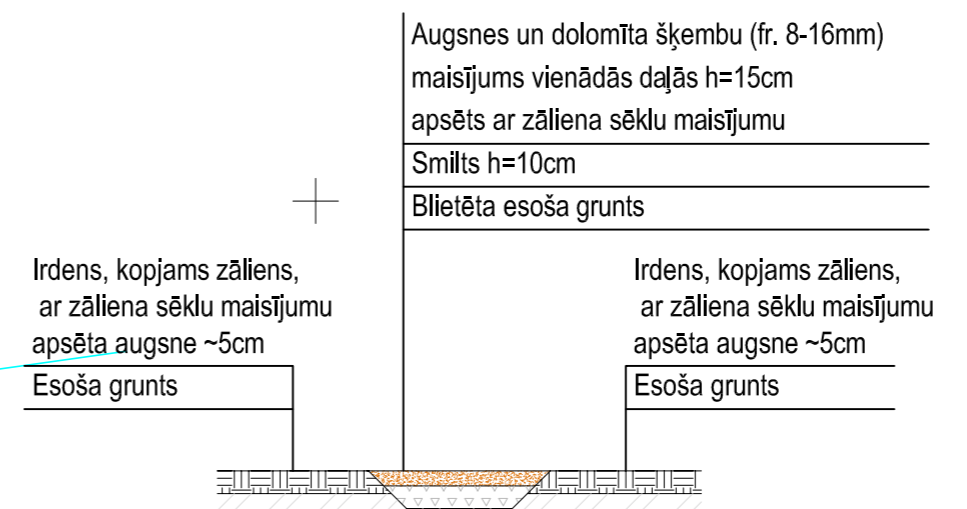 Augsnes un dolomīta šķembu (fr. 8-16mm)
maisījums vienādās daļās h=15cm
apsēts ar zāliena sēklu maisījumu
Smilts h=10cm
Blietēta esoša grunts
Irdens, kopjams zāliens,
ar zāliena sēklu maisījumu
apsēta augsne ~5cm
Esoša grunts
Irdens, kopjams zāliens,
ar zāliena sēklu maisījumu
apsēta augsne ~5cm
Esoša grunts